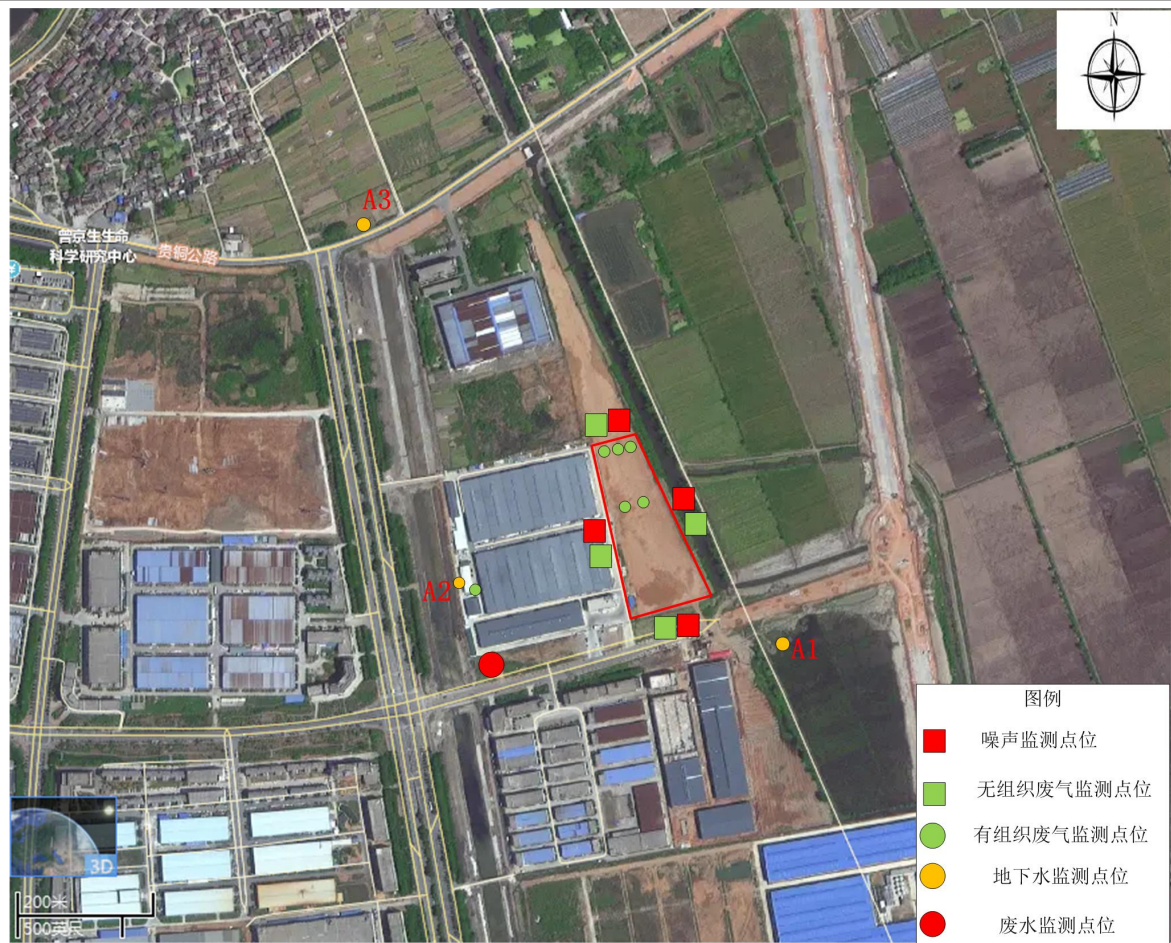 N
A3
曾京生生命
科学研究中心
贵铜公路
A2
A1
图例
噪声监测点位
无组织废气监测点位
有组织废气监测点位
地下水监测点位
废水监测点位
3D
200米
500英尺